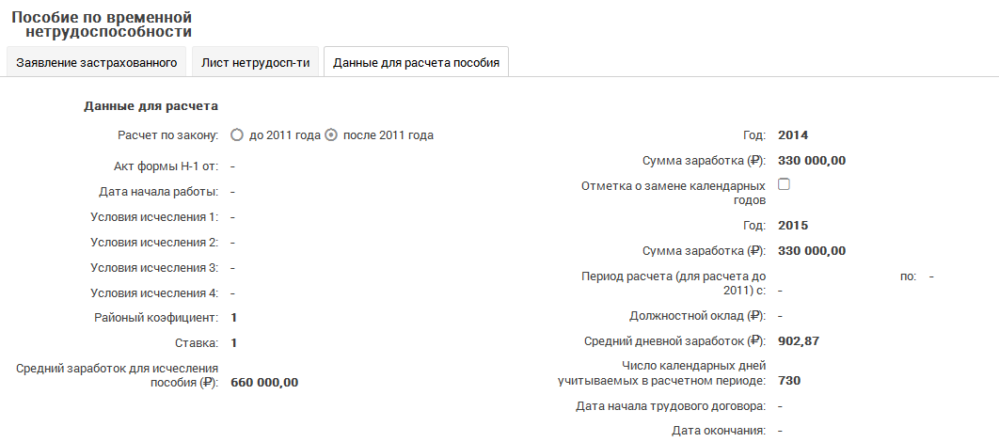 Пособие по временной
нетрудоспособности
Заявление застрахованного
Лист нетрудосп-ти
Данные для расчета пособия
Данные для расчета
Расчет по закону: до 2011 года после 2011 года
Акт формы Н-1 от: -
Дата начала работы: -
Условия исчесления 1: -
Условия исчесления 2: -
Условия исчесления 3: -
Условия исчесления 4: -
Районый коэфициент: 1
Ставка: 1
Средний заработок для исчесления
пособия (₽): 660 000,00
Год: 2014
Сумма заработка (₽): 330 000,00
Отметка о замене календарных
годов
Год: 2015
Сумма заработка (₽): 330 000,00
Период расчета (для расчета до по: -
2011) с: -
Должностной оклад (₽): -
Средний дневной заработок (₽): 902,87
Число календарных дней
учитываемых в расчетном периоде: 730
Дата начала трудового договора: -
Дата окончания: -